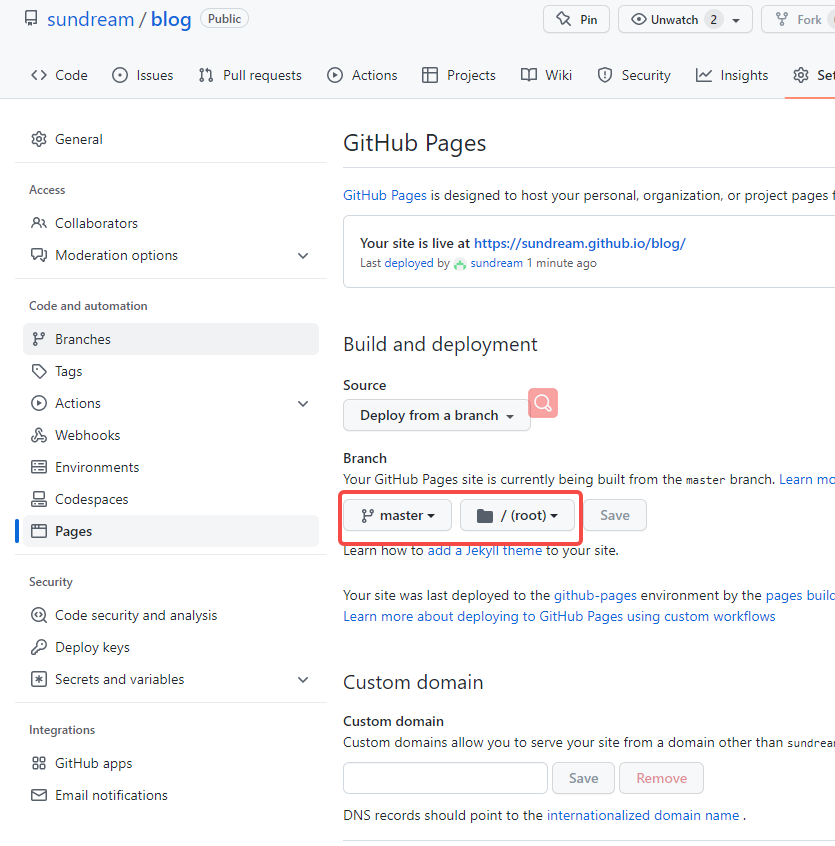 sundream / blog Public Pin Unwatch 2 Fork
Code Issues Pull requests Actions Projects Wiki Security Insights Set
General
Access
Collaborators
Moderation options
Code and automation
Branches
Tags
Actions
Webhooks
Environments
Codespaces
Pages
Security
Code security and analysis
Deploy keys
Secrets and variables
Integrations
GitHub apps
Email notifications
GitHub Pages
GitHub Pages is designed to host your personal, organization, or project pages f
Your site is live at https://sundream.github.io/blog/
Last deployed by sundream 1 minute ago
Build and deployment
Source
Deploy from a branch
Branch
Your GitHub Pages site is currently being built from the master branch. Learn mo
master / (root) Save
Learn how to add a Jekyll theme to your site.
Your site was last deployed to the github-pages environment by the pages build
Learn more about deploying to GitHub Pages using custom workflows
Custom domain
Custom domain
Custom domains allow you to serve your site from a domain other than sundrea
Save Remove
DNS records should point to the internationalized domain name .